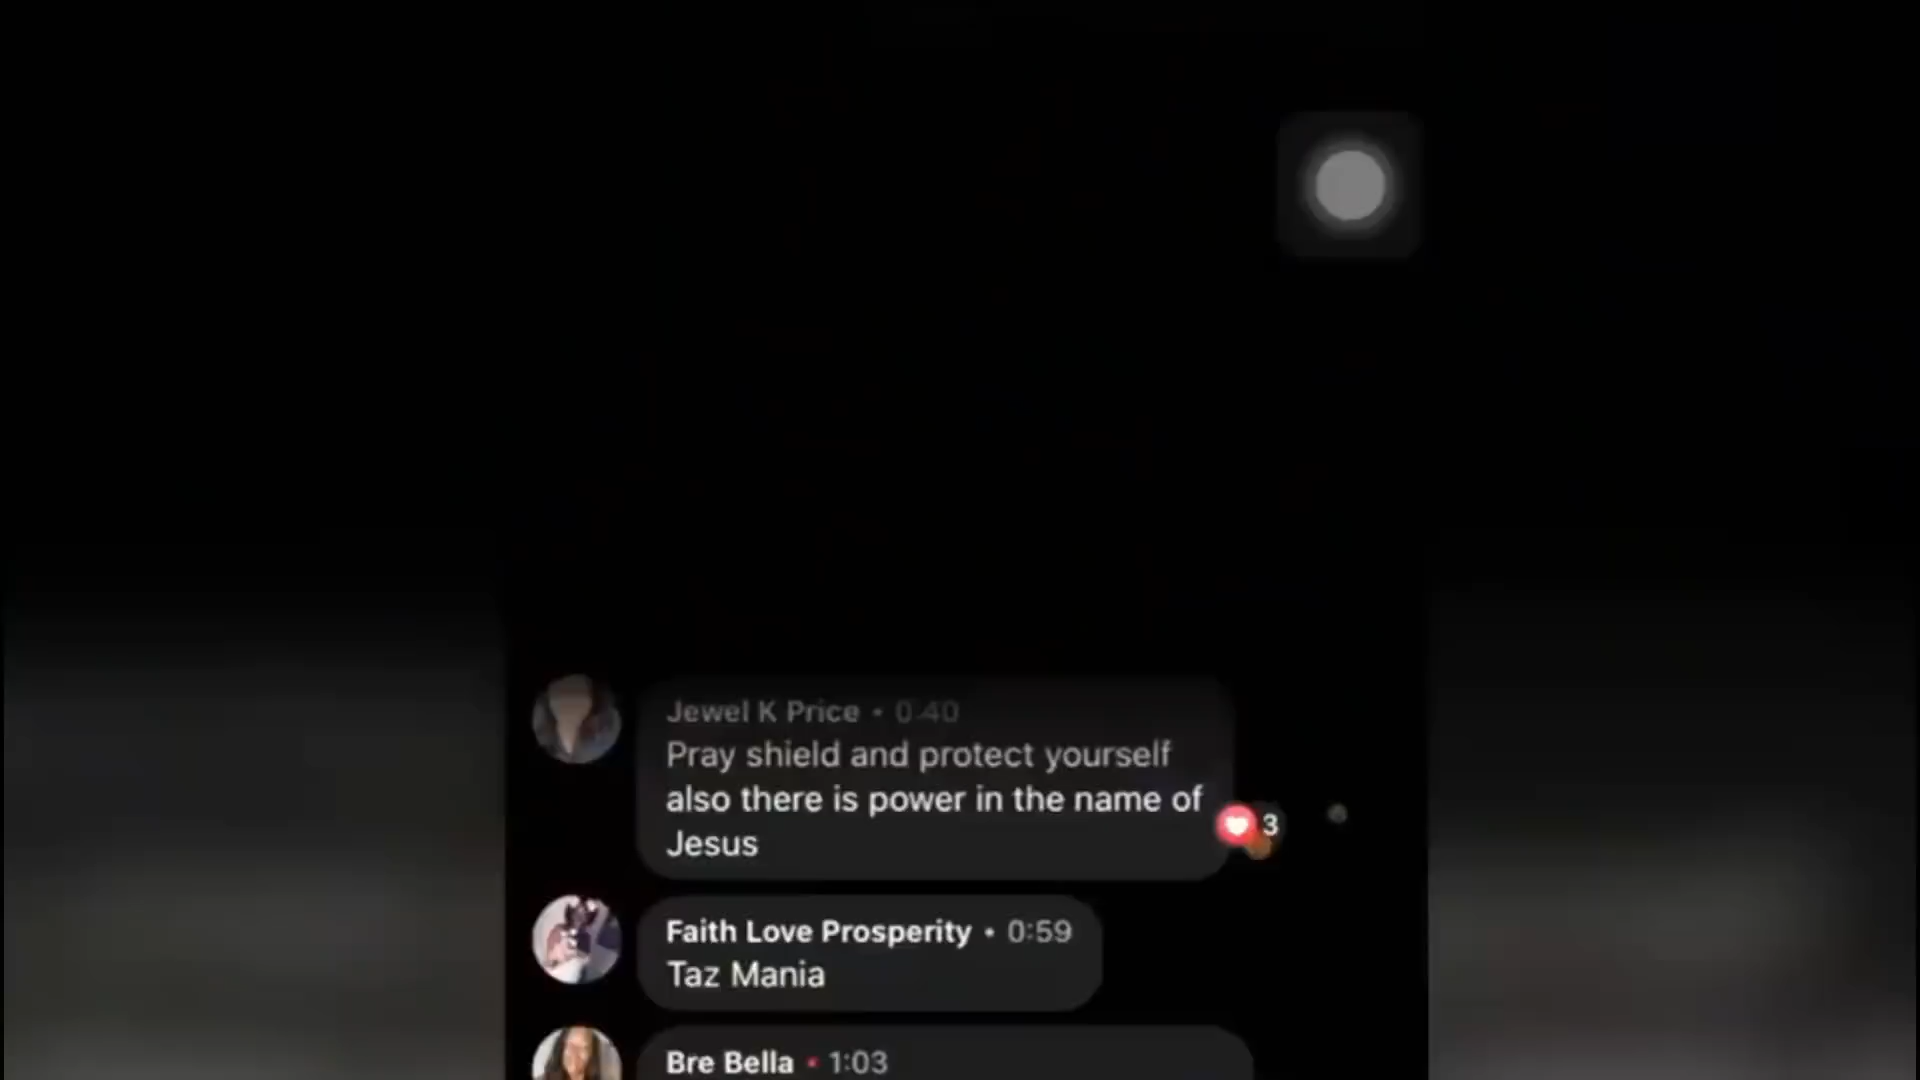 Jewel K Price • 0:40
Pray shield and protect yourself
also there is power in the name of
Jesus
3
Faith Love Prosperity • 0:59
Taz Mania
Bre Bella • 1:03